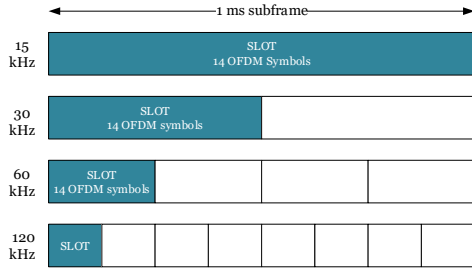 1 ms subframe
15
kHz
SLOT
14 OFDM Symbols
30
kHz
SLOT
14 OFDM symbols
60
kHz
SLOT
14 OFDM symbols
120
kHz
SLOT